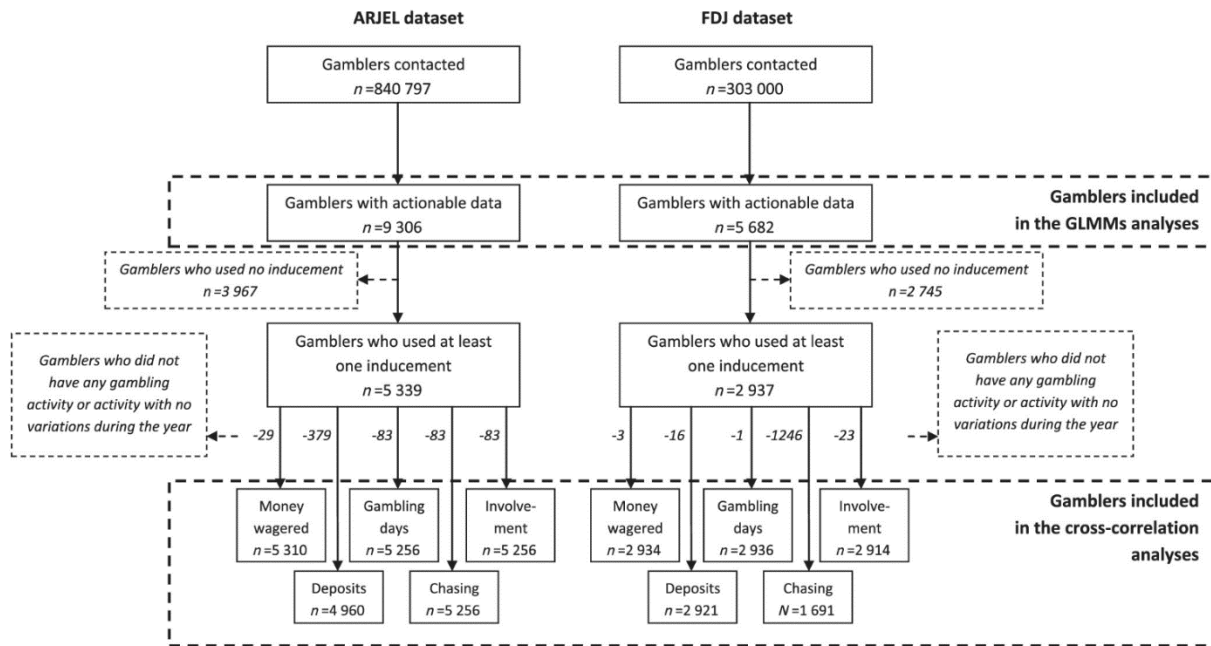 ARJEL dataset
FDJ dataset
Gamblers contacted
n=840 797
Gamblers contacted
n=303 000
Gamblers with actionable data
n=9 306
Gamblers with actionable data
n=5 682
Gamblers included
in the GLMMs analyses
Gamblers who used no inducement
n=3 967
Gamblers who used no inducement
n=2 745
Gamblers who did not
have any gambling
activity or activity with no
variations during the year
Gamblers who used at least
one inducement
n=5 339
Gamblers who used at least
one inducement
n=2 937
Gamblers who did not
have any gambling
activity or activity with no
variations during the year
-29 -379 -83 -83 -83
-3 -16 -1 -1246 -23
Money
wagered
n=5 310
Gambling
days
n=5 256
Involve-
ment
n=5 256
Money
wagered
n=2 934
Gambling
days
n=2 936
Involve-
ment
n=2 914
Gamblers included
in the cross-correlation
analyses
Deposits
n=4 960
Chasing
n=5 256
Deposits
n=2 921
Chasing
N=1 691